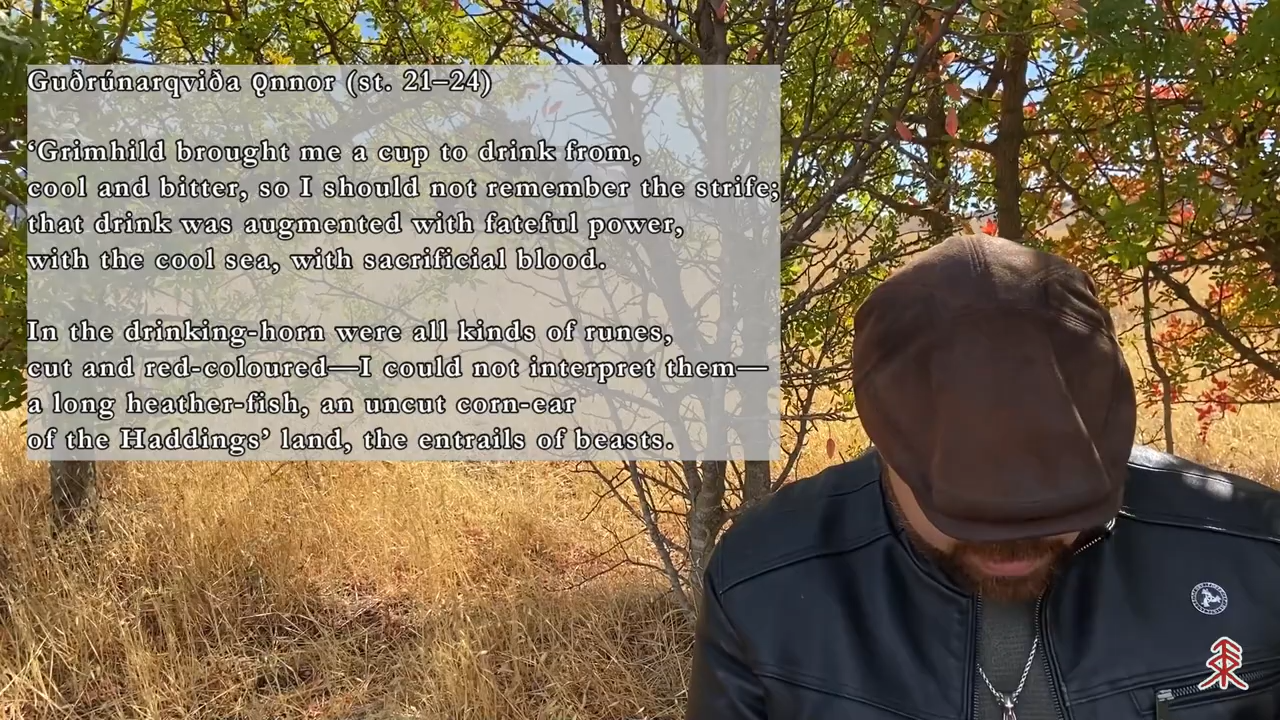 Guðrúnarqviða ǫnnor (st. 21–24)
‘Grimhild brought me a cup to drink from,
cool and bitter, so I should not remember the strife;
that drink was augmented with fateful power,
with the cool sea, with sacrificial blood.
In the drinking-horn were all kinds of runes,
cut and red-coloured—I could not interpret them—
a long heather-fish, an uncut corn-ear
of the Haddings’ land, the entrails of beasts.